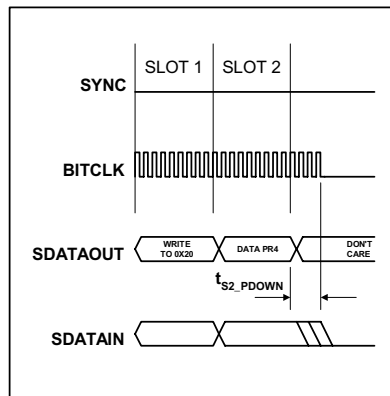 SLOT 1 SLOT 2
SYNC
BITCLK
SDATAOUT
WRITE
TO 0X20
DATA PR4
DON'T
CARE
tS2_PDOWN
SDATAIN